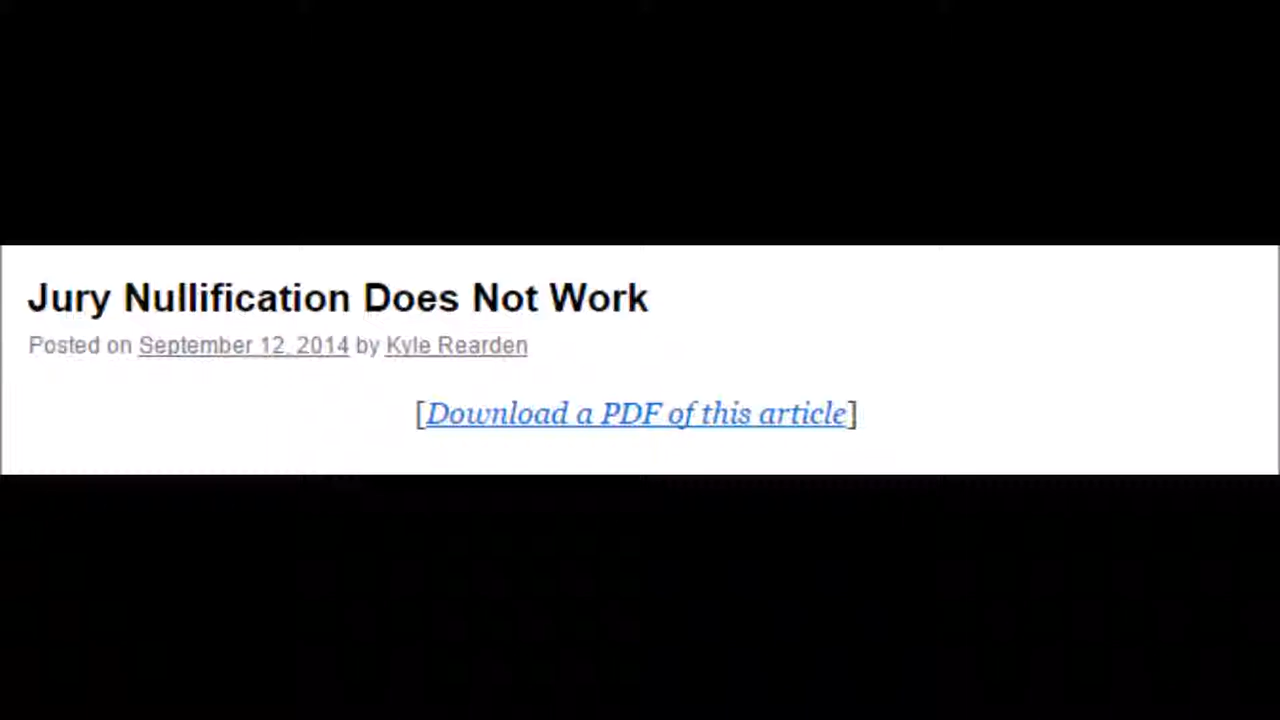 Jury Nullification Does Not Work
Posted on September 12, 2014 by Kyle Rearden
[Download a PDF of this article]